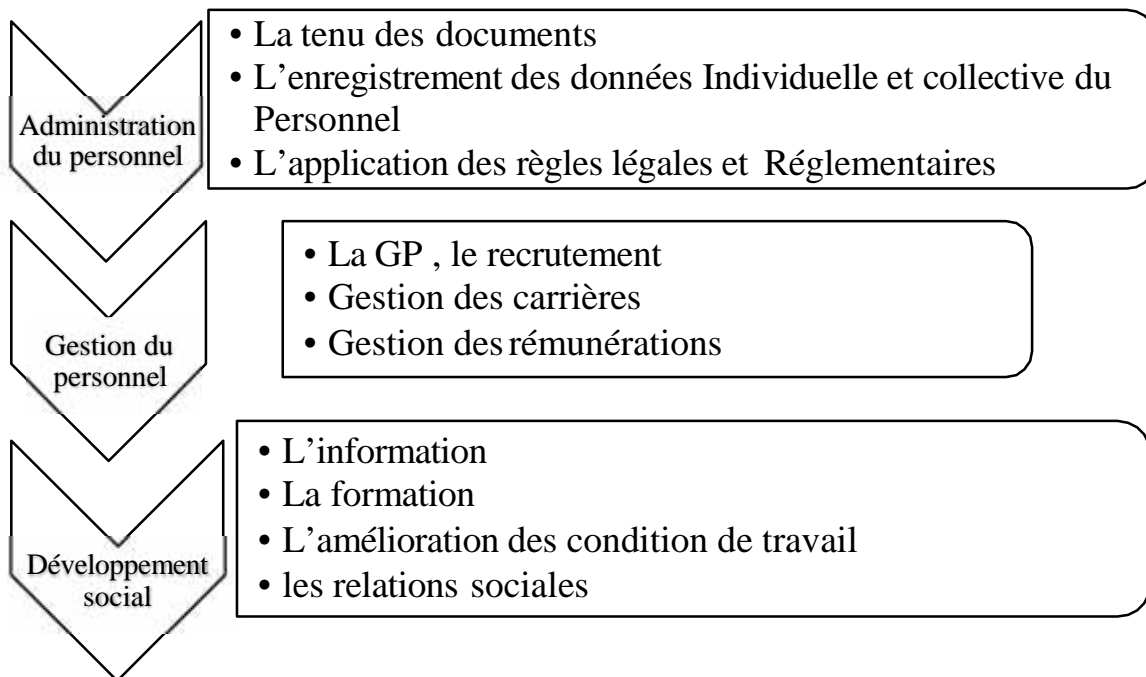 Administration
du personnel
• La tenu des documents
• L’enregistrement des données Individuelle et collective du
Personnel
• L’application des règles légales et Réglementaires
Gestion du
personnel
• La GP , le recrutement
• Gestion des carrières
• Gestion des rémunérations
Développement
social
• L’information
• La formation
• L’amélioration des condition de travail
• les relations sociales